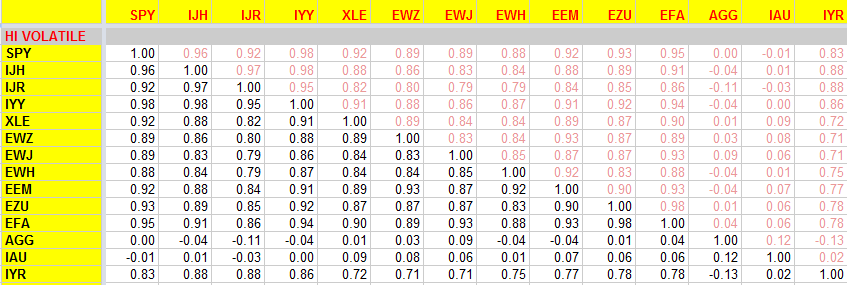 SPY IJH IJR IYY XLE EWZ EWJ EWH EEM EZU EFA AGG IAU IYR
HI VOLATILE
SPY 1.00 0.96 0.92 0.98 0.92 0.89 0.89 0.88 0.92 0.93 0.95 0.00 -0.01 0.83
IJH 0.96 1.00 0.97 0.98 0.88 0.86 0.83 0.84 0.88 0.89 0.91 -0.04 0.01 0.88
IJR 0.92 0.97 1.00 0.95 0.82 0.80 0.79 0.79 0.84 0.85 0.86 -0.11 -0.03 0.88
IYY 0.98 0.98 0.95 1.00 0.91 0.88 0.86 0.87 0.91 0.92 0.94 -0.04 0.00 0.86
XLE 0.92 0.88 0.82 0.91 1.00 0.89 0.84 0.84 0.89 0.87 0.90 0.01 0.09 0.72
EWZ 0.89 0.86 0.80 0.88 0.89 1.00 0.83 0.84 0.93 0.87 0.89 0.03 0.08 0.71
EWJ 0.89 0.83 0.79 0.86 0.84 0.83 1.00 0.85 0.87 0.87 0.93 0.09 0.06 0.71
EWH 0.88 0.84 0.79 0.87 0.84 0.84 0.85 1.00 0.92 0.83 0.88 -0.04 0.01 0.75
EEM 0.92 0.88 0.84 0.91 0.89 0.93 0.87 0.92 1.00 0.90 0.93 -0.04 0.07 0.77
EZU 0.93 0.89 0.85 0.92 0.87 0.87 0.87 0.83 0.90 1.00 0.98 0.01 0.06 0.78
EFA 0.95 0.91 0.86 0.94 0.90 0.89 0.93 0.88 0.93 0.98 1.00 0.04 0.06 0.78
AGG 0.00 -0.04 -0.11 -0.04 0.01 0.03 0.09 -0.04 -0.04 0.01 0.04 1.00 0.12 -0.13
IAU -0.01 0.01 -0.03 0.00 0.09 0.08 0.06 0.01 0.07 0.06 0.06 0.12 1.00 0.02
IYR 0.83 0.88 0.88 0.86 0.72 0.71 0.71 0.75 0.77 0.78 0.78 -0.13 0.02 1.00